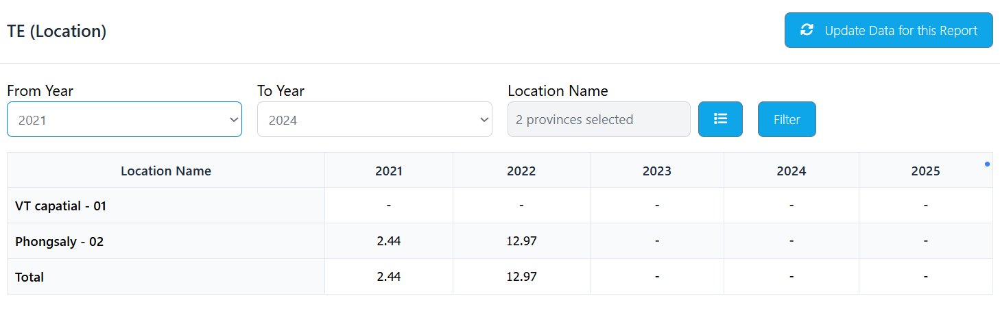 TE (Location)
Update Data for this Report
From Year
To Year
Location Name
2021
2024
2 provinces selected
Filter
Location Name 2021 2022 2023 2024 2025
VT capatial - 01 - - - - -
Phongsaly - 02 2.44 12.97 - - -
Total 2.44 12.97 - - -